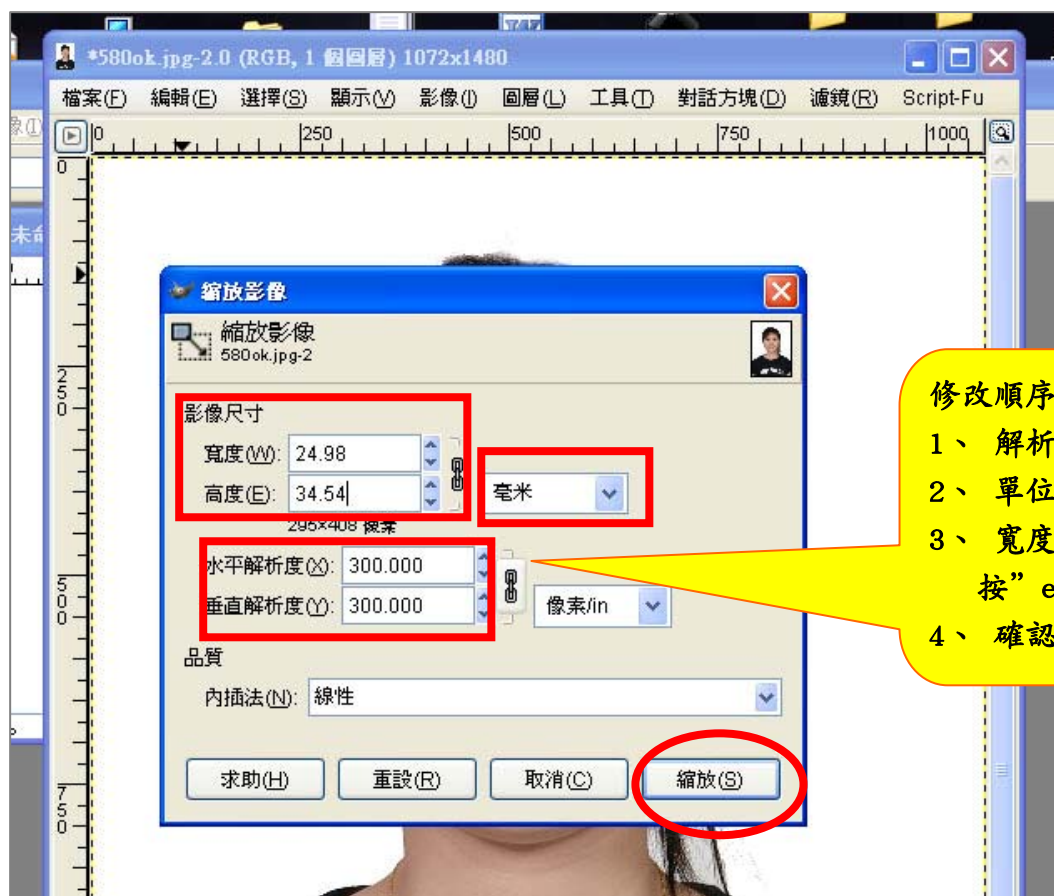 *580ok.jpg-2.0 (RGB, 1 個圖層) 1072x1480
檔案(F) 編輯(E) 選擇(S) 顯示(V) 影像(I) 圖層(L) 工具(T) 對話方塊(D) 濾鏡(R) Script-Fu
0 250 500 750 1000
0
250
500
750
縮放影像
縮放影像
580ok.jpg-2
影像尺寸
寬度(W): 24.98
高度(E): 34.54 毫米
295×408 像素
水平解析度(X): 300.000
垂直解析度(Y): 300.000 像素/in
品質
內插法(N): 線性
求助(H) 重設(R) 取消(C) 縮放(S)
修改順序
1、 解析
2、 單位
3、 寬度
按”e
4、 確認